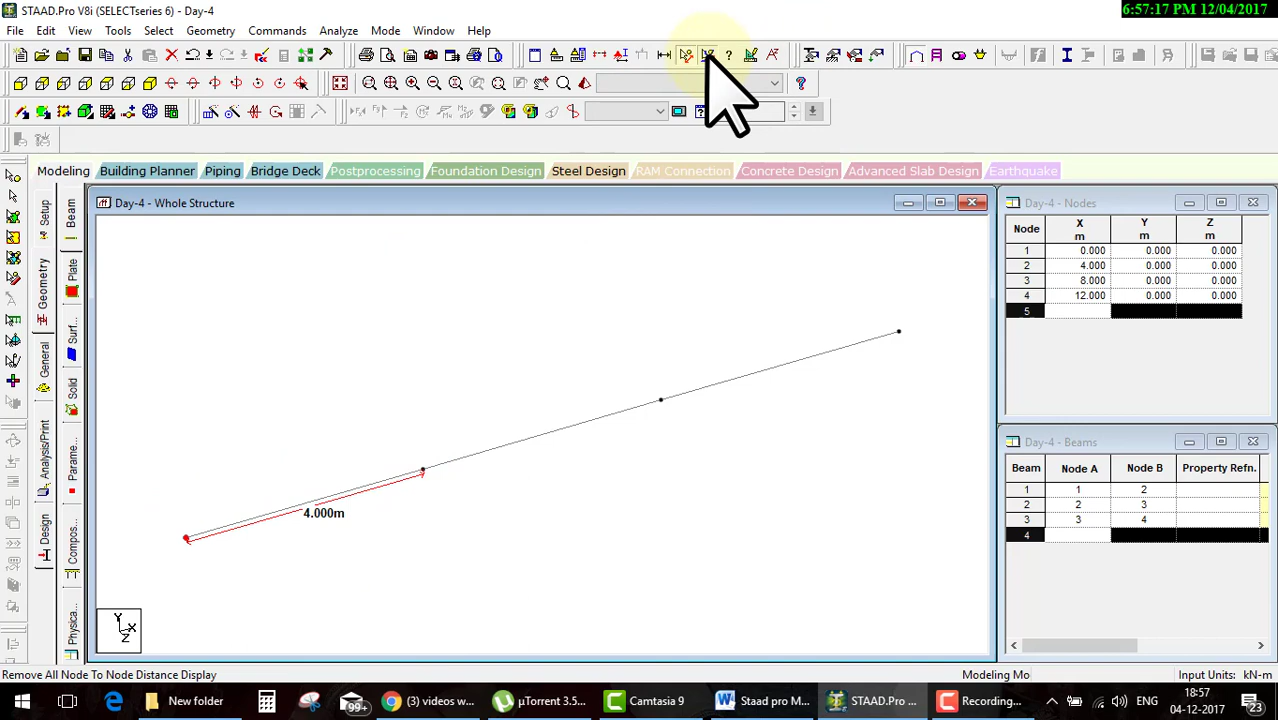 STAAD.Pro V8i (SELECTseries 6) - Day-4
6:57:17 PM 12/04/2017
File Edit View Tools Select Geometry Commands Analyze Mode Window Help
Modeling Building Planner Piping Bridge Deck Postprocessing Foundation Design Steel Design RAM Connection Concrete Design Advanced Slab Design Earthquake
Setup
Geometry
General
Analysis/Print
Design
Beam
Plate
Surf...
Solid
Parame...
Compos...
Physica...
Day-4 - Whole Structure
4.000m
Y
X
Z
Day-4 - Nodes
Node X m Y m Z m
1 0.000 0.000 0.000
2 4.000 0.000 0.000
3 8.000 0.000 0.000
4 12.000 0.000 0.000
5
Day-4 - Beams
Beam Node A Node B Property Refn.
1 1 2
2 2 3
3 3 4
4
Remove All Node To Node Distance Display
Modeling Mo Input Units: kN-m
New folder
99+
3 videos w...
µTorrent 3.5...
Camtasia 9
Staad pro M...
STAAD.Pro ...
Recording...
ENG
18:57
04-12-2017
23